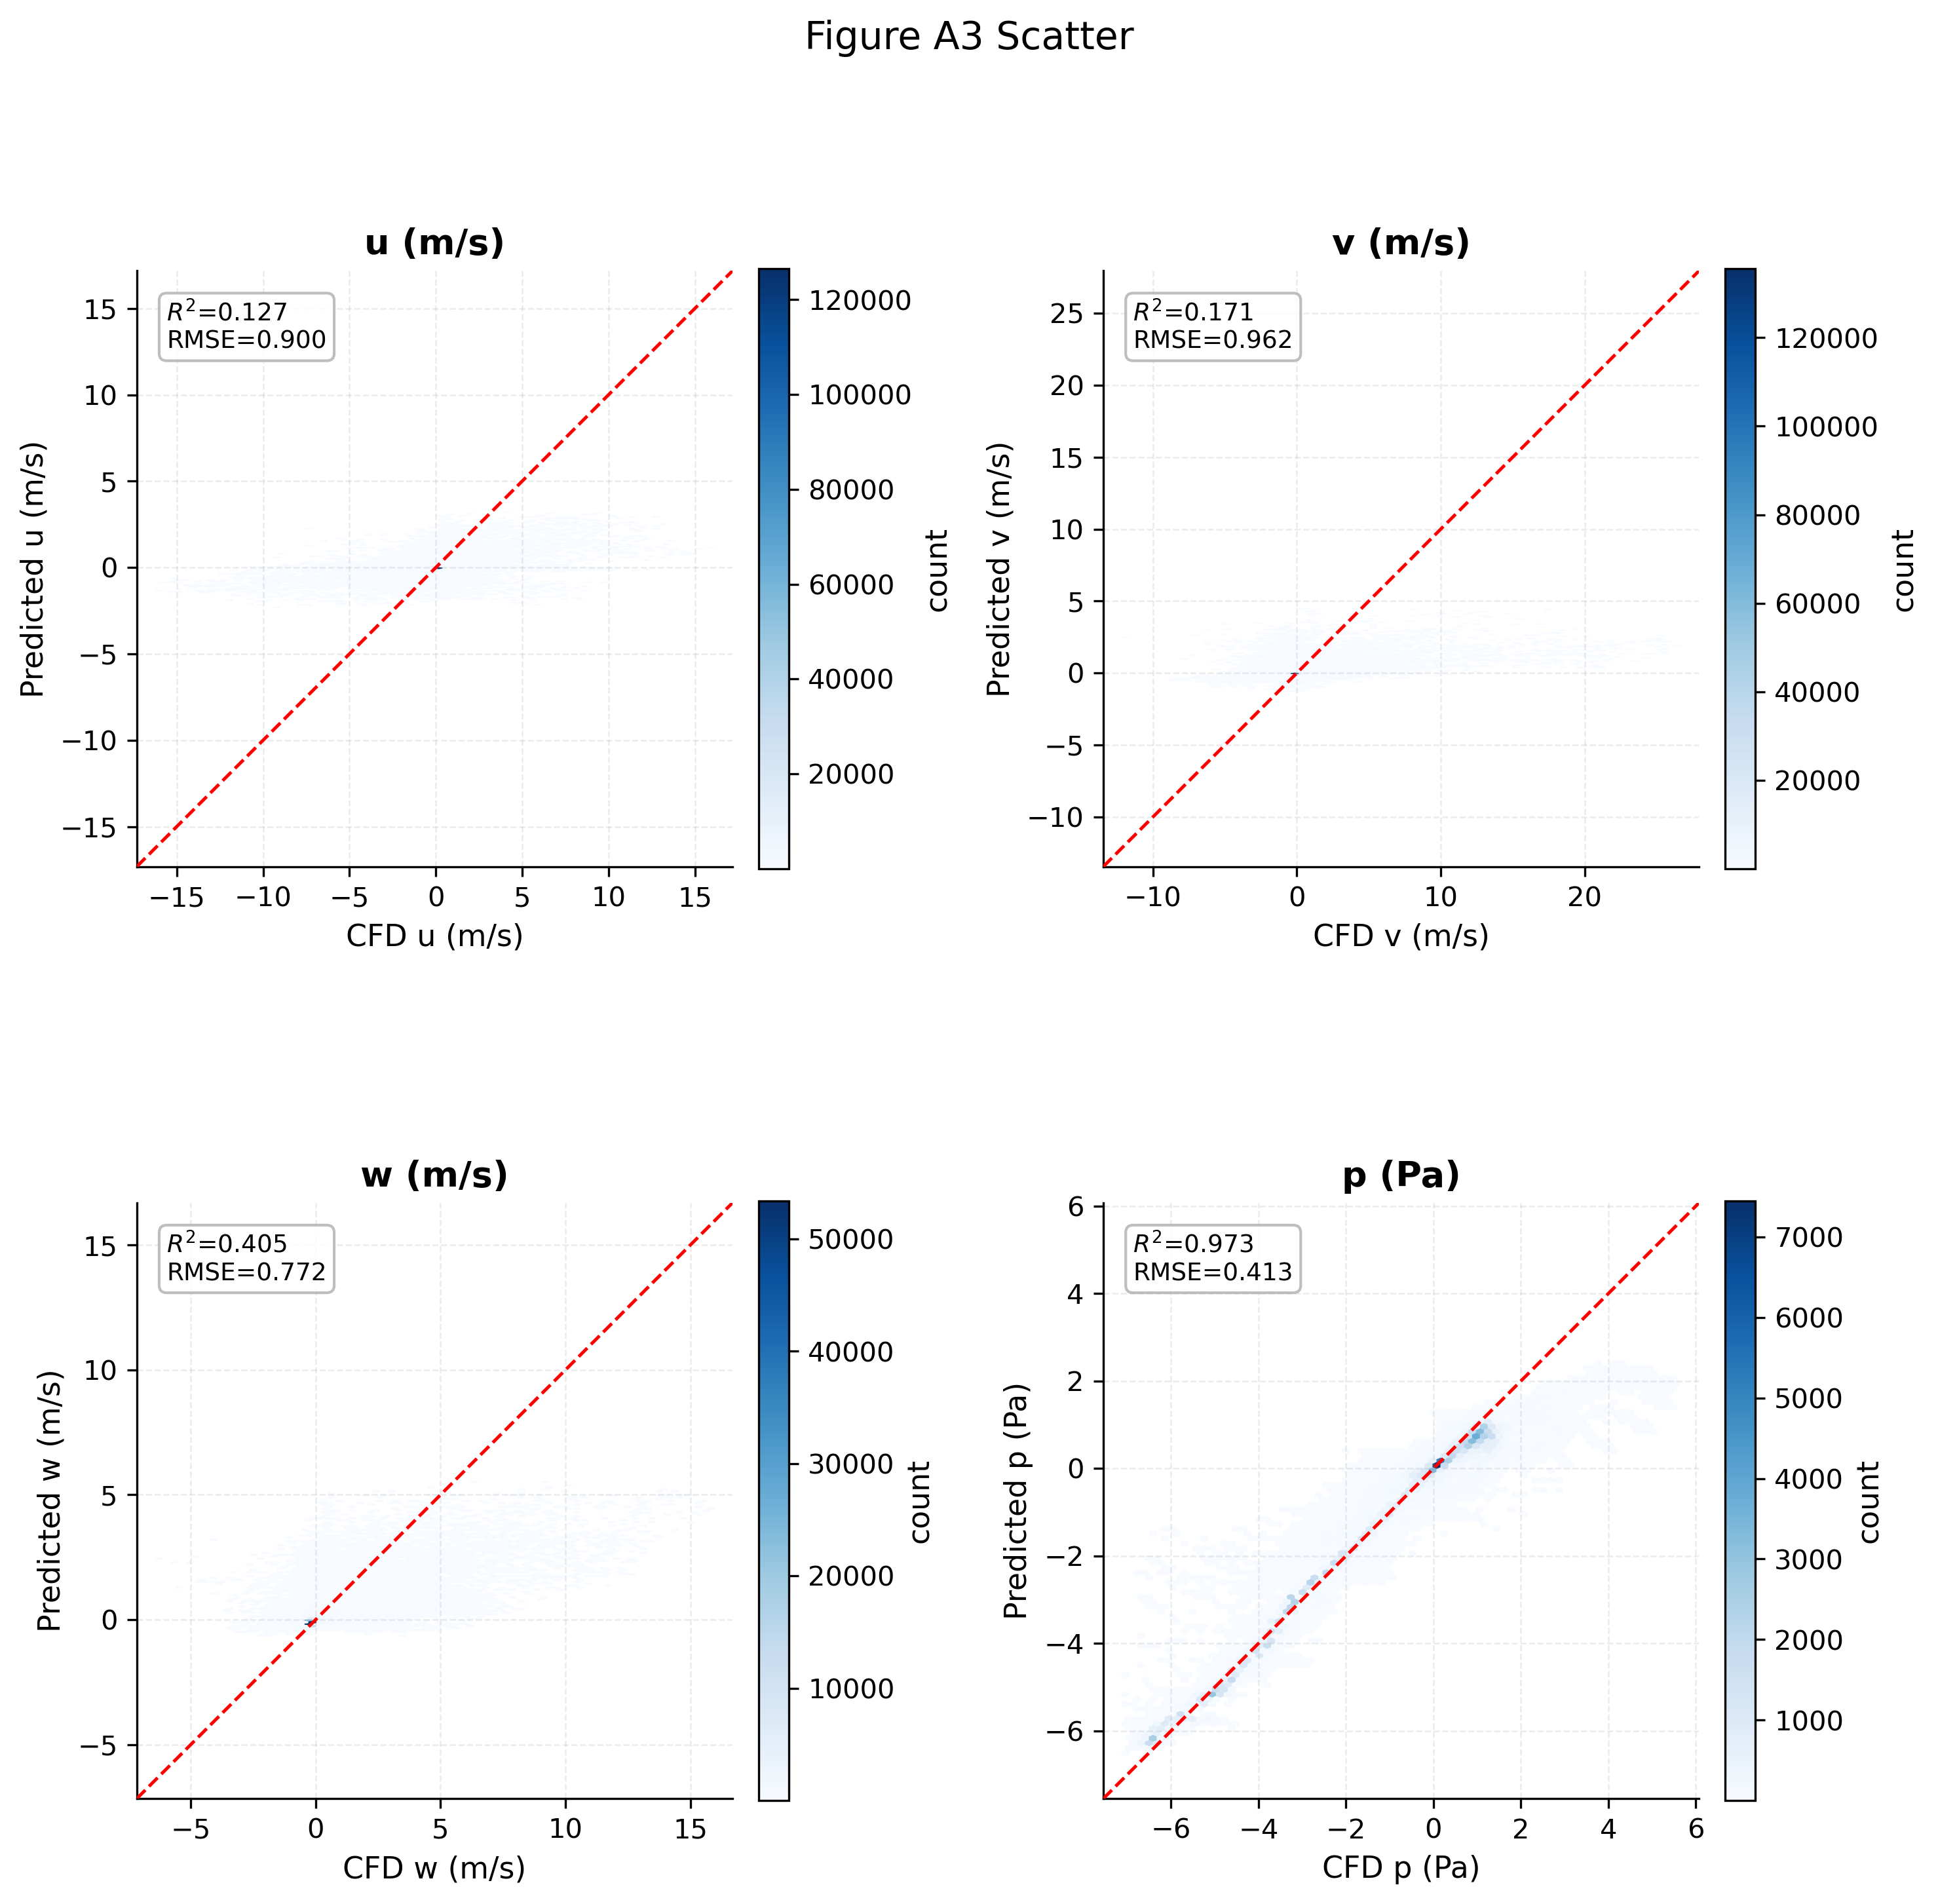 Figure A3 Scatter
u (m/s)
R²=0.127
RMSE=0.900
15
10
5
0
−5
−10
−15
Predicted u (m/s)
−15 −10 −5 0 5 10 15
CFD u (m/s)
120000
100000
80000
60000
40000
20000
count
v (m/s)
R²=0.171
RMSE=0.962
25
20
15
10
5
0
−5
−10
Predicted v (m/s)
−10 0 10 20
CFD v (m/s)
120000
100000
80000
60000
40000
20000
count
w (m/s)
R²=0.405
RMSE=0.772
15
10
5
0
−5
Predicted w (m/s)
−5 0 5 10 15
CFD w (m/s)
50000
40000
30000
20000
10000
count
p (Pa)
R²=0.973
RMSE=0.413
6
4
2
0
−2
−4
−6
Predicted p (Pa)
−6 −4 −2 0 2 4 6
CFD p (Pa)
7000
6000
5000
4000
3000
2000
1000
count